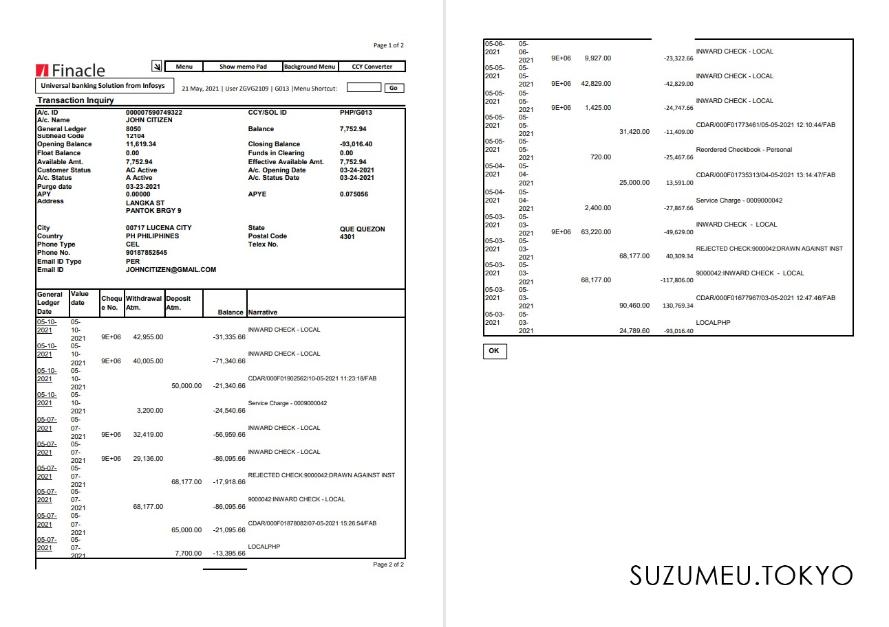 Page 1 of 2
Finacle
Menu Show memo Pad Background Menu CCY Converter
Universal banking Solution from Infosys
21 May, 2021 | User ZGVG2109 | G013 |Menu Shortcut: Go
Transaction Inquiry
A/c. ID 000007590749322 CCY/SOL ID PHP/G013
A/c. Name JOHN CITIZEN
General Ledger 8050 Balance 7,752.94
Subhead Code 12104
Opening Balance 11,619.34 Closing Balance -93,016.40
Float Balance 0.00 Funds in Clearing 0.00
Available Amt. 7,752.94 Effective Available Amt. 7,752.94
Customer Status AC Active A/c. Opening Date 03-24-2021
A/c. Status A Active A/c. Status Date 03-24-2021
Purge date 03-23-2021
APY 0.00000 APYE 0.075056
Address LANGKA ST
PANTOK BRGY 9
City 00717 LUCENA CITY State QUE QUEZON
Country PH PHILIPHINES Postal Code 4301
Phone Type CEL Telex No.
Phone No. 90187852545
Email ID Type PER
Email ID JOHNCITIZEN@GMAIL.COM
General Ledger Date Value date Chequ e No. Withdrawal Atm. Deposit Atm. Balance Narrative
05-10-2021 05-10-2021 9E+06 42,955.00 -31,335.66 INWARD CHECK - LOCAL
05-10-2021 05-10-2021 9E+06 40,005.00 -71,340.66 INWARD CHECK - LOCAL
05-10-2021 05-10-2021 50,000.00 -21,340.66 CDAR/000F01902562/10-05-2021 11:23:18/FAB
05-10-2021 05-10-2021 3,200.00 -24,540.66 Service Charge - 0009000042
05-07-2021 05-07-2021 9E+06 32,419.00 -56,959.66 INWARD CHECK - LOCAL
05-07-2021 05-07-2021 9E+06 29,136.00 -86,095.66 INWARD CHECK - LOCAL
05-07-2021 05-07-2021 68,177.00 -17,918.66 REJECTED CHECK:9000042:DRAWN AGAINST INST
05-07-2021 05-07-2021 68,177.00 -86,095.66 9000042:INWARD CHECK - LOCAL
05-07-2021 05-07-2021 65,000.00 -21,095.66 CDAR/000F01878082/07-05-2021 15:26:54/FAB
05-07-2021 05-07-2021 7,700.00 -13,395.66 LOCALPHP
Page 2 of 2
05-06-2021 05-06-2021 9E+06 9,927.00 -23,322.66 INWARD CHECK - LOCAL
05-05-2021 05-05-2021 9E+06 42,829.00 -42,829.00 INWARD CHECK - LOCAL
05-05-2021 05-05-2021 9E+06 1,425.00 -24,747.66 INWARD CHECK - LOCAL
05-05-2021 05-05-2021 31,420.00 -11,409.00 CDAR/000F01773461/05-05-2021 12:10:44/FAB
05-05-2021 05-05-2021 720.00 -25,467.66 Reordered Checkbook - Personal
05-04-2021 05-04-2021 25,000.00 13,591.00 CDAR/000F01735313/04-05-2021 13:14:47/FAB
05-04-2021 05-04-2021 2,400.00 -27,867.66 Service Charge - 0009000042
05-03-2021 05-03-2021 9E+06 63,220.00 -49,629.00 INWARD CHECK - LOCAL
05-03-2021 05-03-2021 68,177.00 40,309.34 REJECTED CHECK:9000042:DRAWN AGAINST INST
05-03-2021 05-03-2021 68,177.00 -117,806.00 9000042:INWARD CHECK - LOCAL
05-03-2021 05-03-2021 90,460.00 130,769.34 CDAR/000F01677967/03-05-2021 12:47:46/FAB
05-03-2021 05-03-2021 24,789.60 -93,016.40 LOCALPHP
OK
SUZUMEU.TOKYO